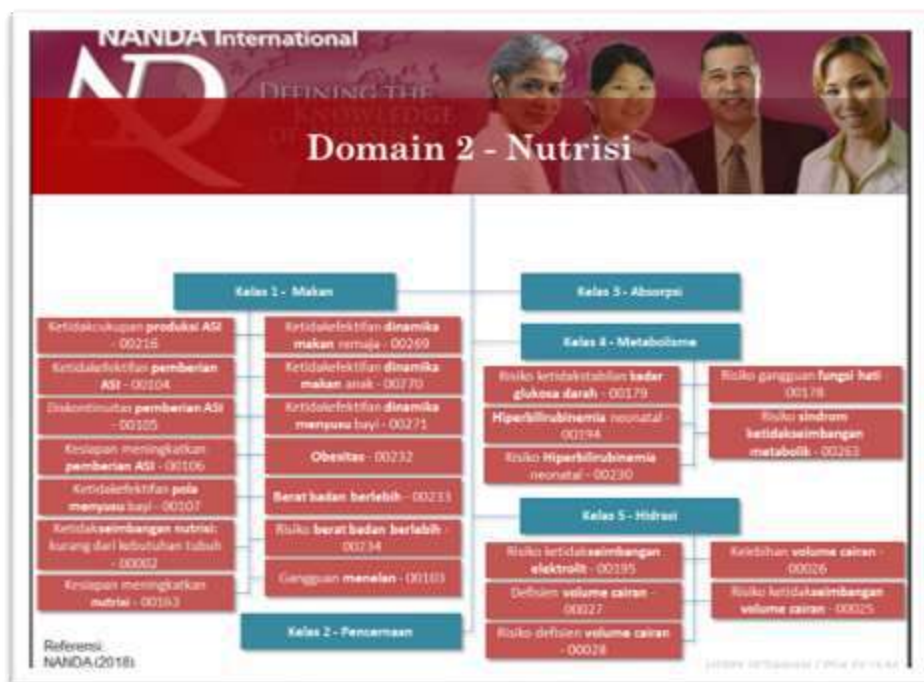 NANDA International
DEFINING THE
KNOWLEDGE
Domain 2 - Nutrisi
Kelas 1 - Makan
Ketidakcukupan produksi ASI
- 00216
Ketidakefektifan pemberian
ASI - 00104
Diskontinuitas pemberian ASI
- 00105
Kesiapan meningkatkan
pemberian ASI - 00106
Ketidakefektifan pola
menyusu bayi - 00107
Ketidakseimbangan nutrisi:
kurang dari kebutuhan tubuh
- 00002
Kesiapan meningkatkan
nutrisi - 00163
Ketidakefektifan dinamika
makan remaja - 00269
Ketidakefektifan dinamika
makan anak - 00270
Ketidakefektifan dinamika
menyusu bayi - 00271
Obesitas - 00232
Berat badan berlebih - 00233
Risiko berat badan berlebih -
00234
Gangguan menelan - 00103
Kelas 2 - Pencernaan
Kelas 3 - Absorpsi
Kelas 4 - Metabolisme
Risiko ketidakstabilan kadar
glukosa darah - 00179
Hiperbilirubinemia neonatal -
00194
Risiko Hiperbilirubinemia
neonatal - 00230
Risiko gangguan fungsi hati
00178
Risiko sindrom
ketidakseimbangan
metabolik - 00263
Kelas 5 - Hidrasi
Risiko ketidakseimbangan
elektrolit - 00195
Defisien volume cairan -
00027
Risiko defisien volume cairan
- 00028
Kelebihan volume cairan -
00026
Risiko ketidakseimbangan
volume cairan - 00025
Referensi:
NANDA (2018)